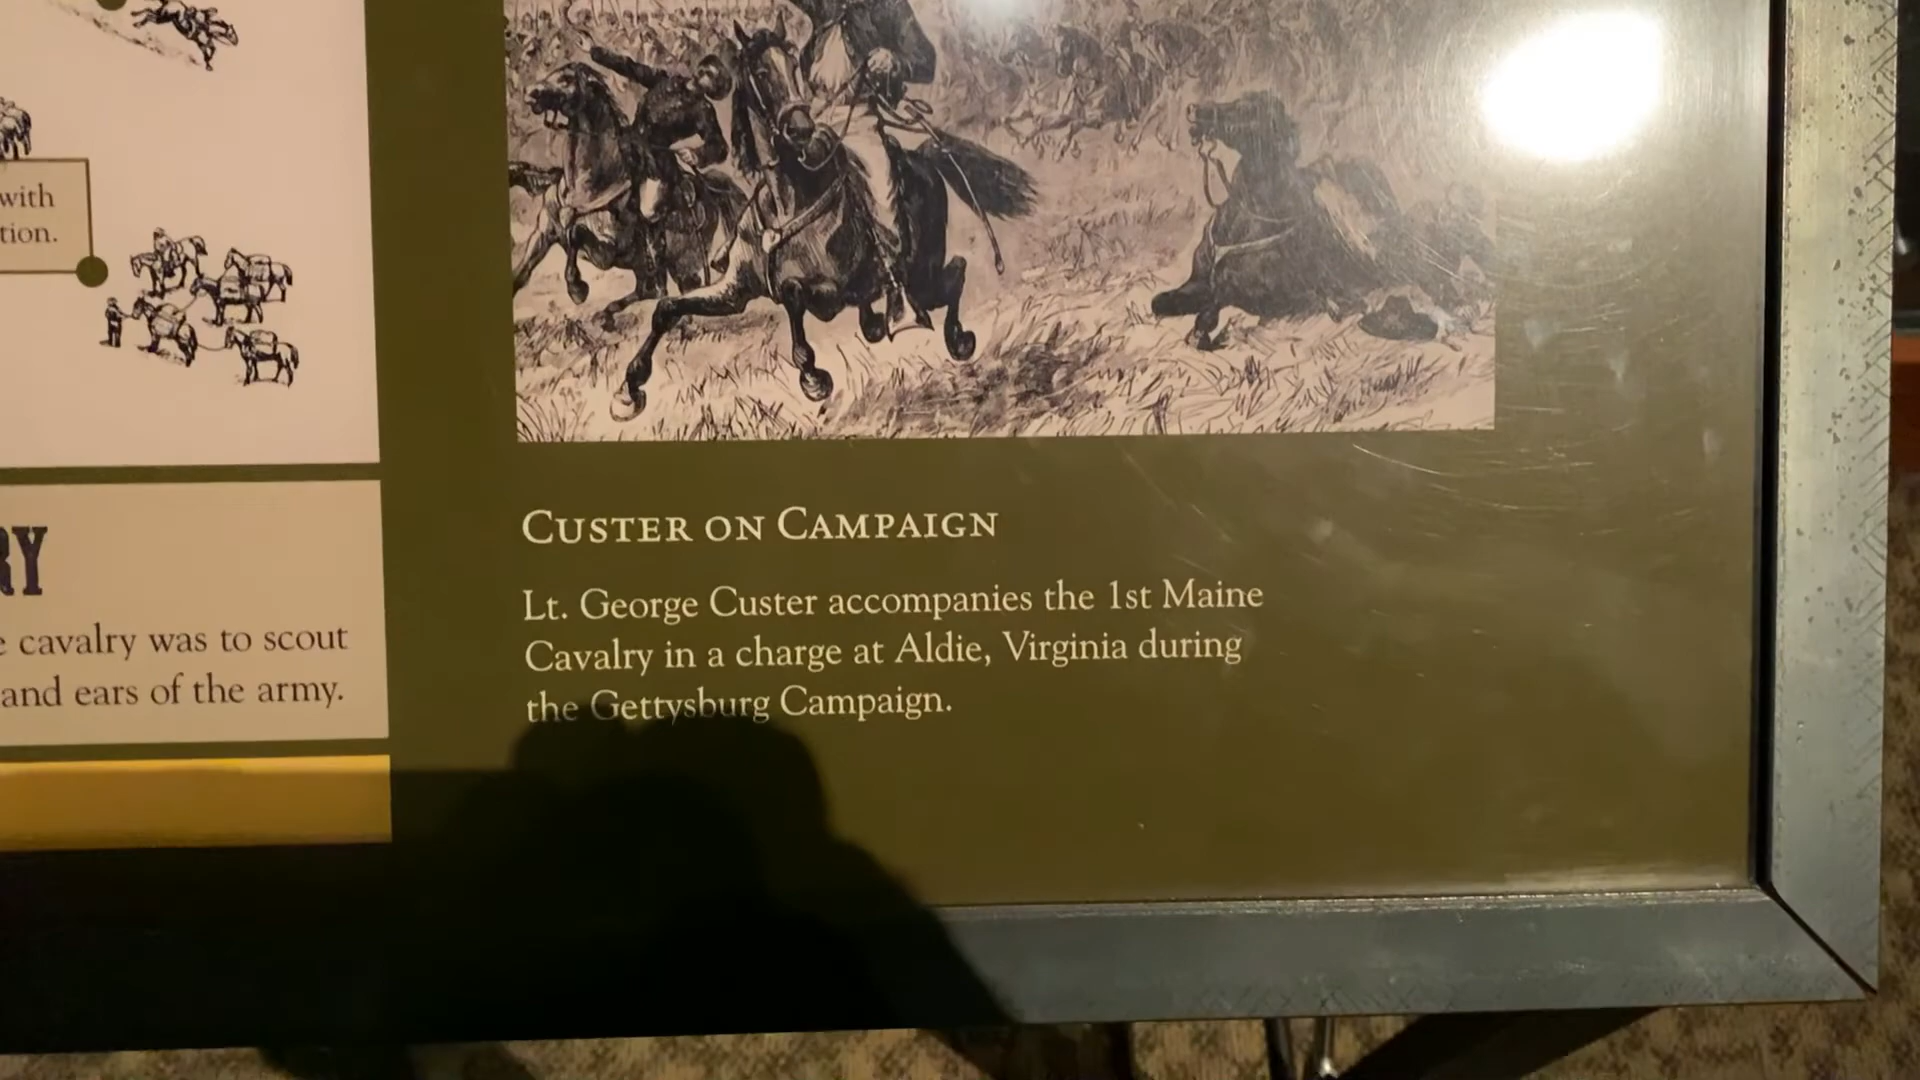 with
tion.
RY
cavalry was to scout
and ears of the army.
CUSTER ON CAMPAIGN
Lt. George Custer accompanies the 1st Maine
Cavalry in a charge at Aldie, Virginia during
the Gettysburg Campaign.